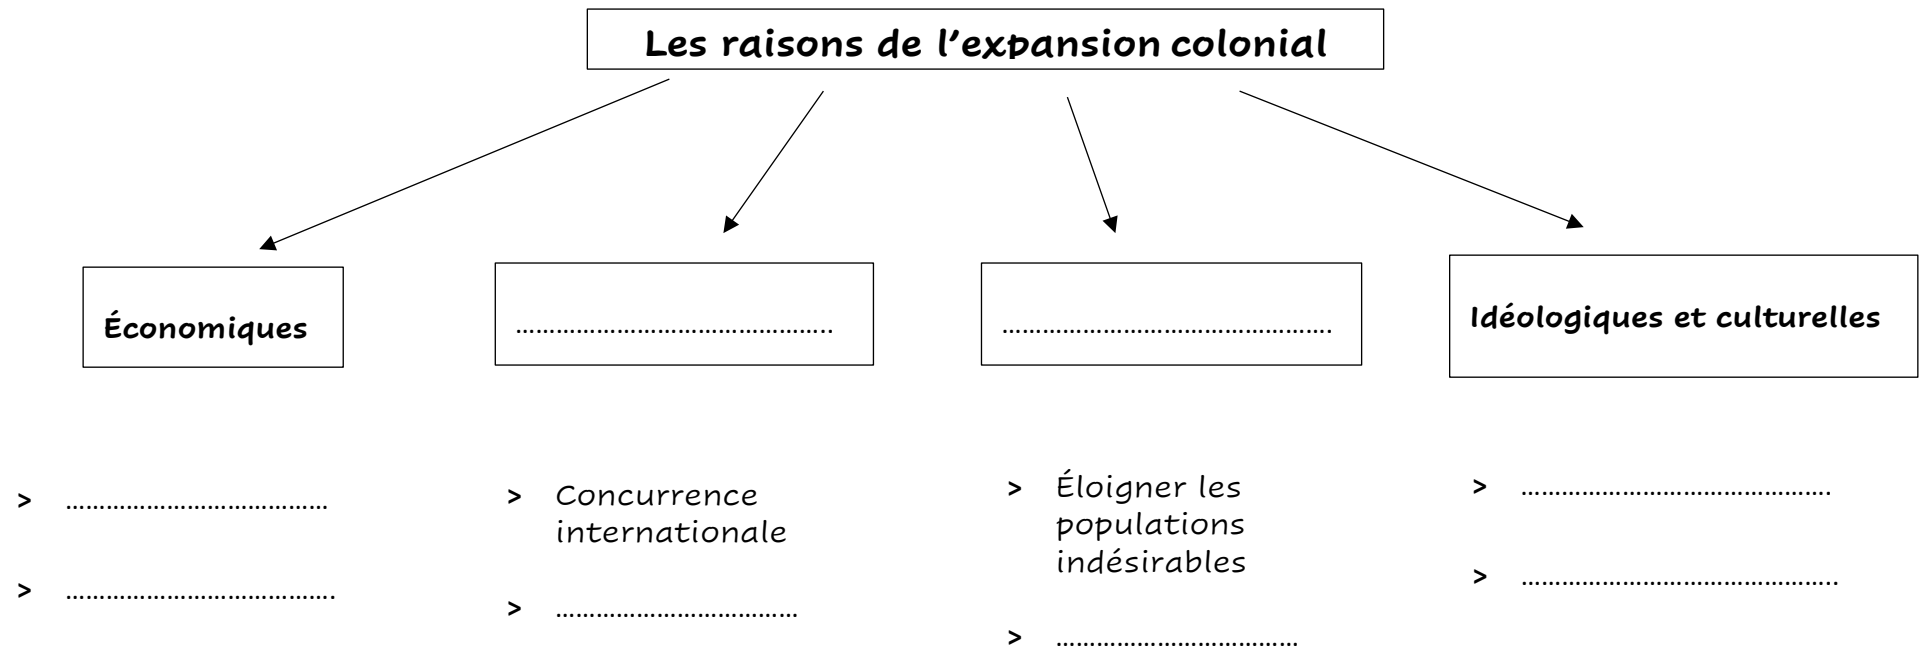 Les raisons de l'expansion colonial
Économiques
………………………………………..
………………………………………….
Idéologiques et culturelles
> …………………………………
> ………………………………….
> Concurrence
internationale
> ………………………………
> Éloigner les
populations
indésirables
> ………………………………
> ……………………………………….
> ………………………………………..